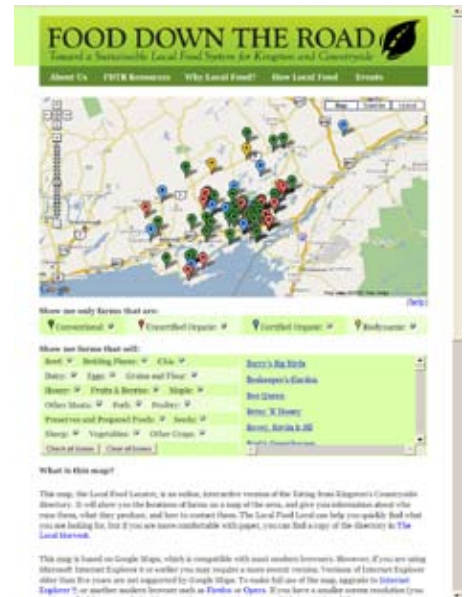 FOOD DOWN THE ROAD
Toward a Sustainable Local Food System for Kingston and Countryside
About Us FDTR Resources Why Local Food? How Local Food Events
Map Satellite Hybrid
Show me only farms that are:
Conventional: Uncertified Organic: Certified Organic: Biodynamic:
Show me farms that sell:
Beef: Bedding Plants: Chix:
Dairy: Eggs: Grains and Flour:
Honey: Fruits & Berries: Maple:
Other Meats: Pork: Poultry:
Preserves and Prepared Foods: Seeds:
Sheep: Vegetables: Other Crops:
Check all boxes Clear all boxes
Barry's Big Birds
Beekeeper's Garden
Bee Queen
What is this map?
This map, the Local Food Locator, is an online, interactive version of the Eating from Kingston's Countryside
directory. It will show you the locations of farms on a map of the area, and give you information about who
runs them, what they produce, and how to contact them. The Local Food Local can help you quickly find what
you are looking for, but if you are more comfortable with paper, you can find a copy of the directory in The
Local Harvest.
This map is based on Google Maps, which is compatible with most modern browsers. However, if you are using
Microsoft Internet Explorer 6 or earlier you may require a more recent version. Versions of Internet Explorer
older than five years are not supported by Google Maps. To make full use of the map, upgrade to Internet
Explorer 7, or another modern browser such as Firefox or Opera. If you have a smaller screen resolution (you